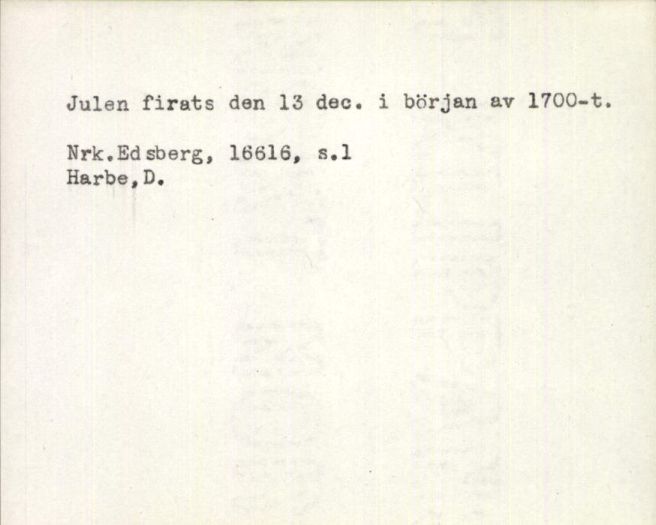 Julen firats den 13 dec. i början av 1700-t.
Nrk.Edsberg, 16616, s.1
Harbe,D.